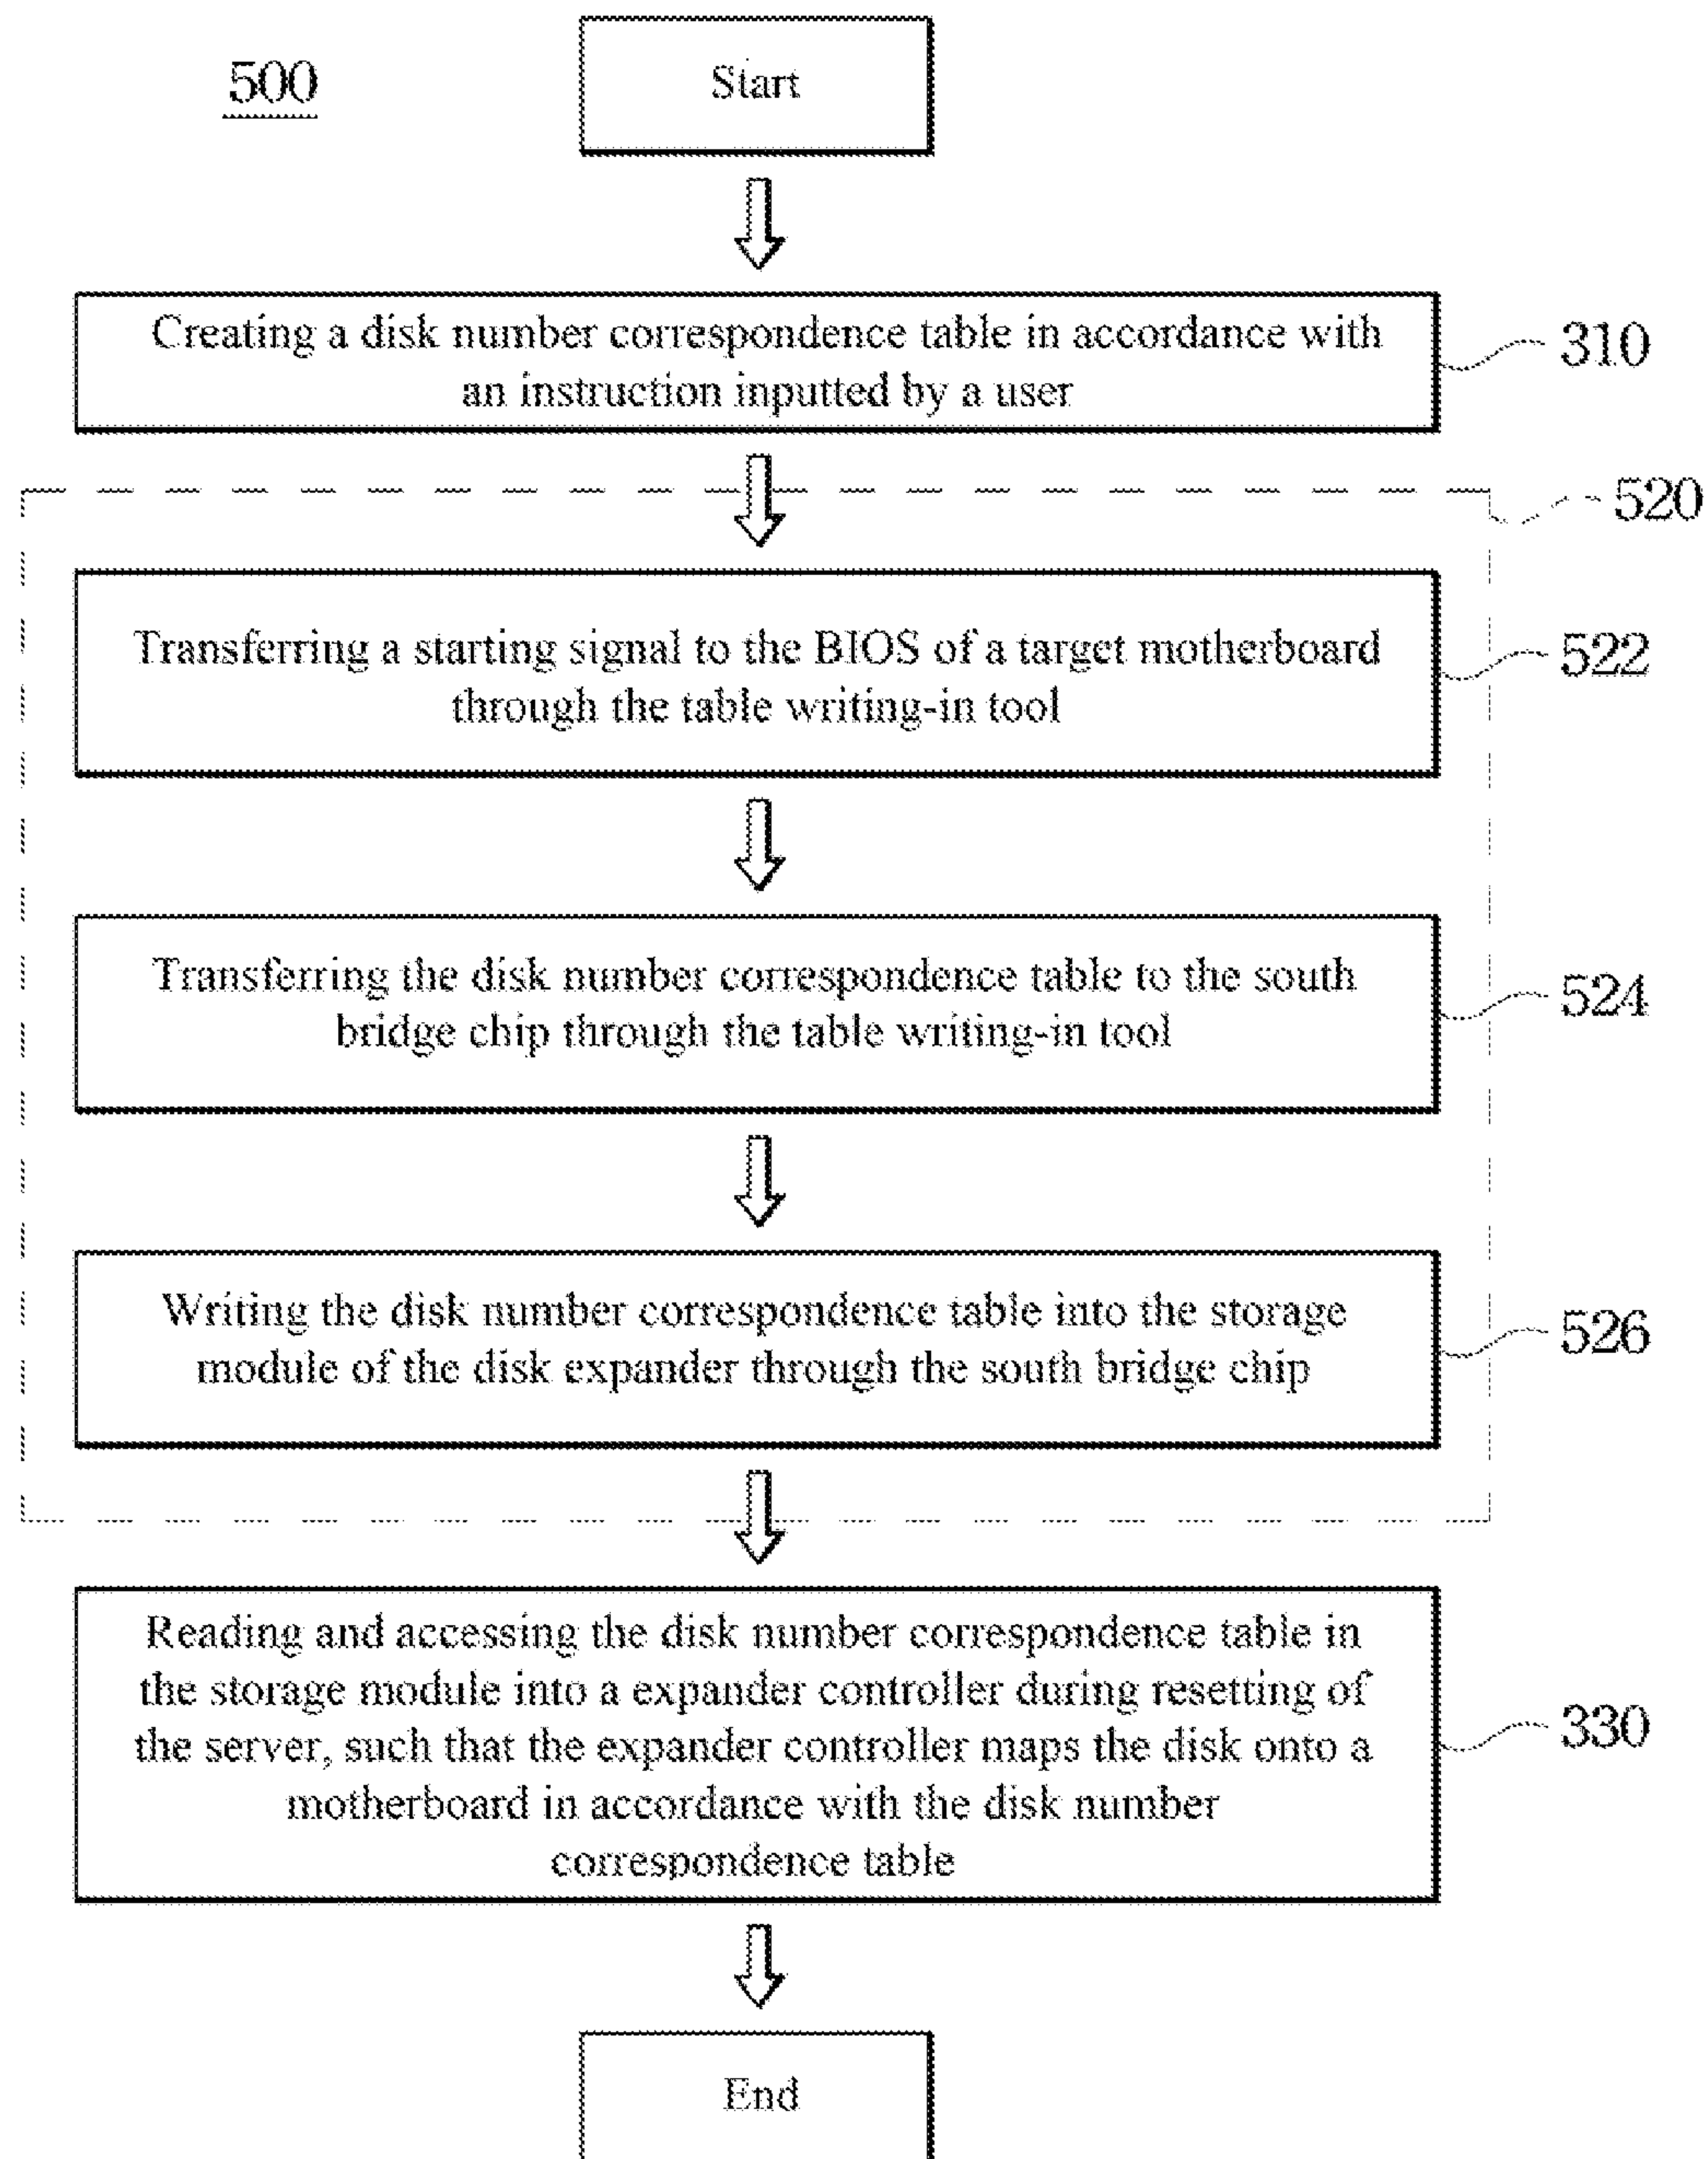 500
Start
Creating a disk number correspondence table in accordance with
an instruction inputted by a user
310
520
Transferring a starting signal to the BIOS of a target motherboard
through the table writing-in tool
522
Transferring the disk number correspondence table to the south
bridge chip through the table writing-in tool
524
Writing the disk number correspondence table into the storage
module of the disk expander through the south bridge chip
526
Reading and accessing the disk number correspondence table in
the storage module into a expander controller during resetting of
the server, such that the expander controller maps the disk onto a
motherboard in accordance with the disk number
correspondence table
330
End